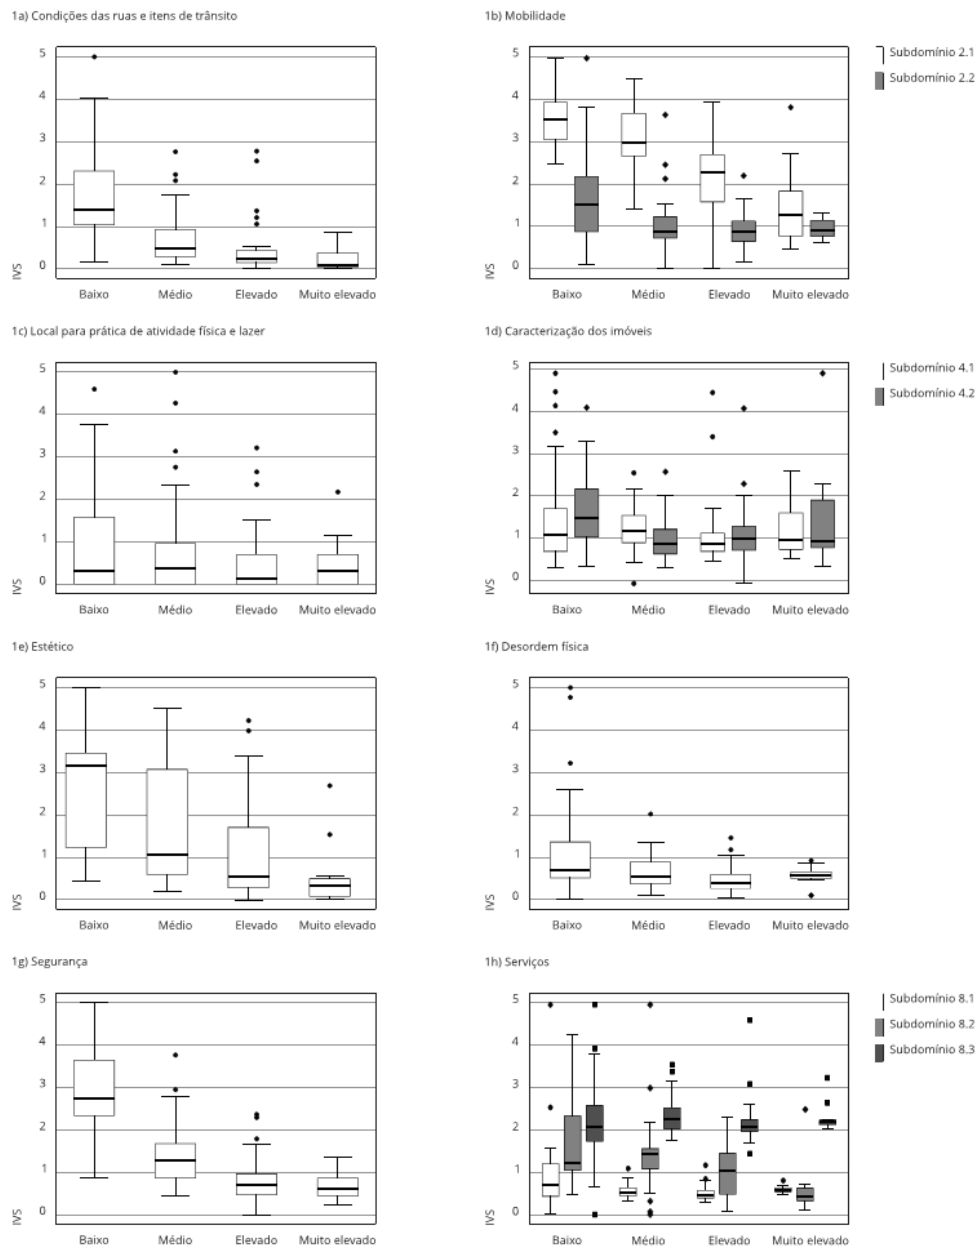 1a) Condições das ruas e itens de trânsito
5
4
3
2
1
0
IVS
Baixo Médio Elevado Muito elevado
1b) Mobilidade
5
4
3
2
1
0
IVS
Baixo Médio Elevado Muito elevado
Subdomínio 2.1
Subdomínio 2.2
1c) Local para prática de atividade física e lazer
5
4
3
2
1
0
IVS
Baixo Médio Elevado Muito elevado
1d) Caracterização dos imóveis
5
4
3
2
1
0
IVS
Baixo Médio Elevado Muito elevado
Subdomínio 4.1
Subdomínio 4.2
1e) Estético
5
4
3
2
1
0
IVS
Baixo Médio Elevado Muito elevado
1f) Desordem física
5
4
3
2
1
0
IVS
Baixo Médio Elevado Muito elevado
1g) Segurança
5
4
3
2
1
0
IVS
Baixo Médio Elevado Muito elevado
1h) Serviços
5
4
3
2
1
0
IVS
Baixo Médio Elevado Muito elevado
Subdomínio 8.1
Subdomínio 8.2
Subdomínio 8.3